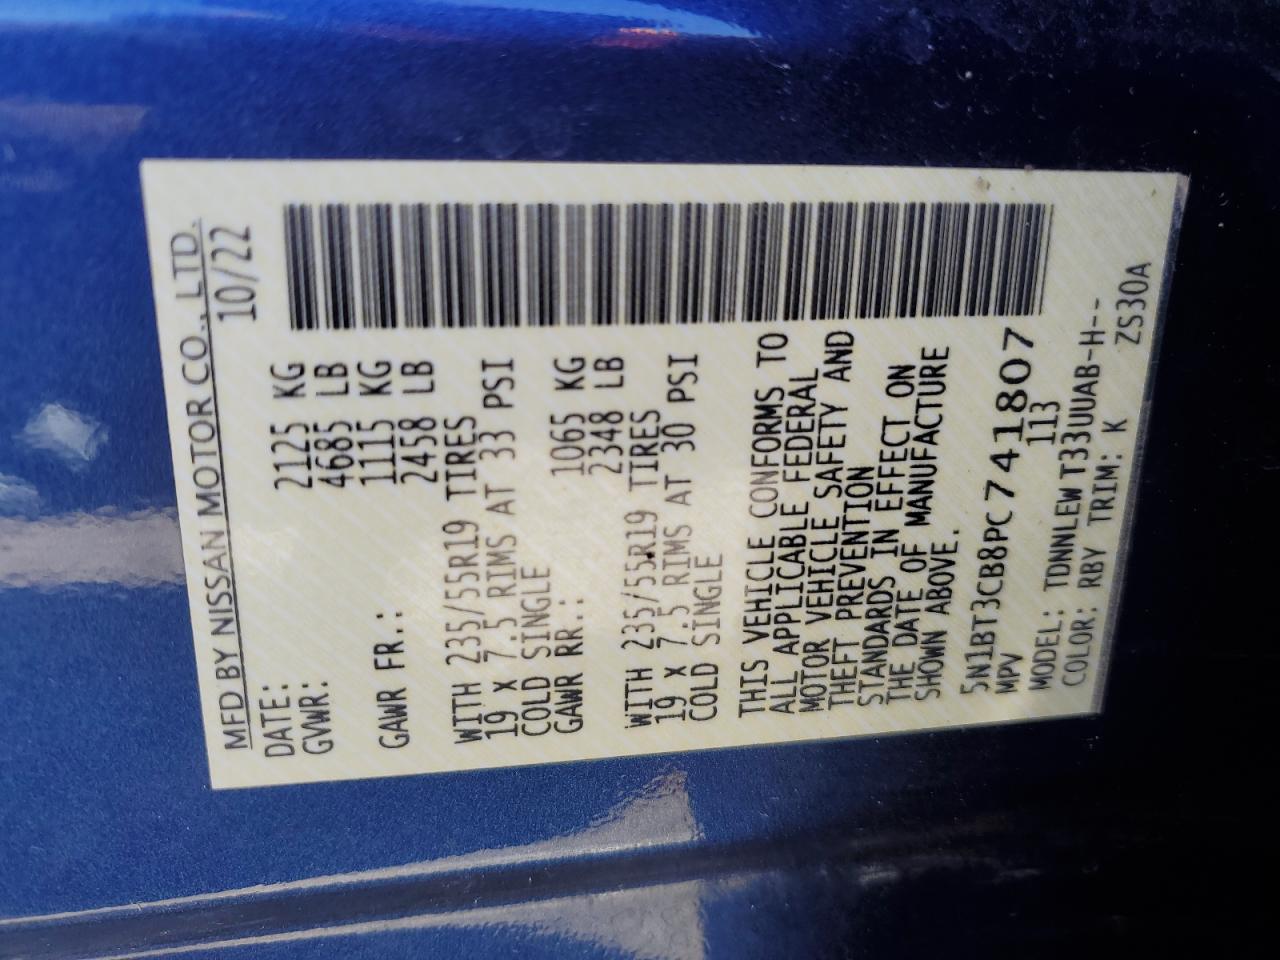 MFD BY NISSAN MOTOR CO., LTD.
DATE: 10/22
GVWR: 2125 KG
4685 LB
GAWR FR.: 1115 KG
2458 LB
WITH 235/55R19 TIRES
19 X 7.5 RIMS AT 33 PSI
COLD SINGLE
GAWR RR.: 1065 KG
2348 LB
WITH 235/55R19 TIRES
19 X 7.5 RIMS AT 30 PSI
COLD SINGLE
THIS VEHICLE CONFORMS TO
ALL APPLICABLE FEDERAL
MOTOR VEHICLE SAFETY AND
THEFT PREVENTION
STANDARDS IN EFFECT ON
THE DATE OF MANUFACTURE
SHOWN ABOVE.
5N1BT3CB8PC741807
MPV 113
MODEL: TDNNLEW T33UUAB-H--
COLOR: RBY TRIM: K ZS30A